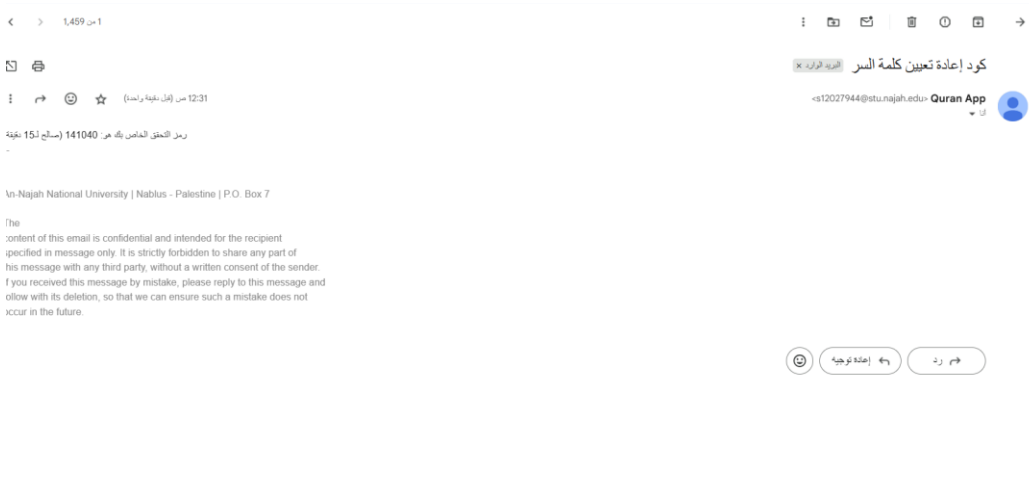 1 من 1,459
كود إعادة تعيين كلمة السر
البريد الوارد ×
Quran App <s12027944@stu.najah.edu>
12:31 ص (قبل دقيقة واحدة)
أنا
رمز التحقق الخاص بك هو: 141040 (صالح لـ15 دقيقة
An-Najah National University | Nablus - Palestine | P.O. Box 7
The
content of this email is confidential and intended for the recipient
specified in message only. It is strictly forbidden to share any part of
this message with any third party, without a written consent of the sender.
If you received this message by mistake, please reply to this message and
follow with its deletion, so that we can ensure such a mistake does not
occur in the future.
رد
إعادة توجيه